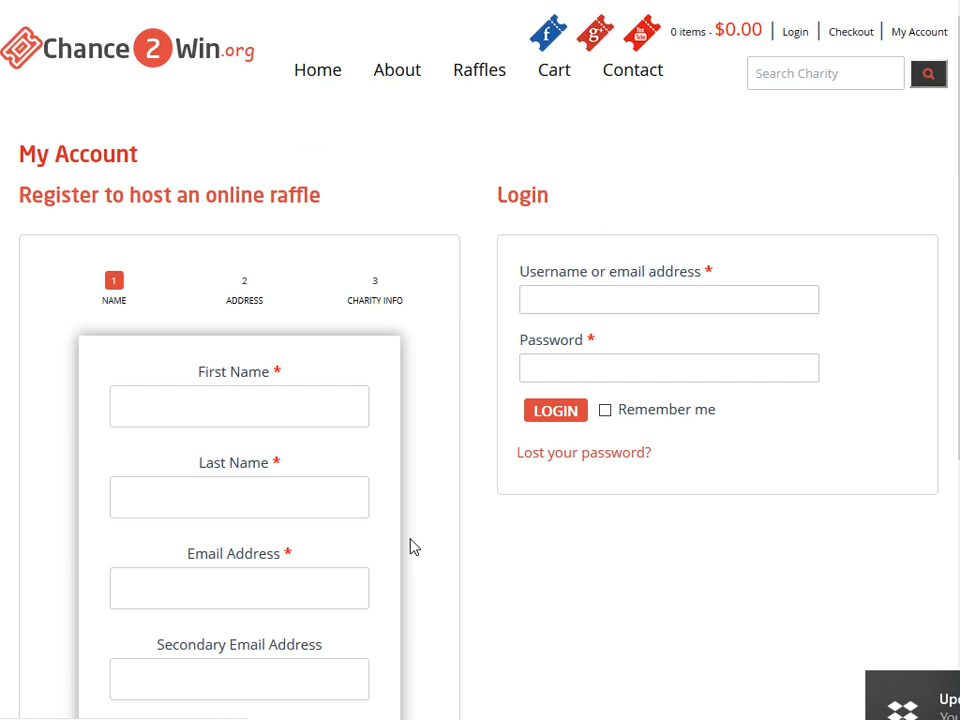 Chance 2 Win.org
f g+ You Tube
0 items - $0.00 | Login | Checkout | My Account
Home About Raffles Cart Contact
Search Charity
My Account
Register to host an online raffle
1 2 3
NAME ADDRESS CHARITY INFO
First Name *
Last Name *
Email Address *
Secondary Email Address
Login
Username or email address *
Password *
LOGIN Remember me
Lost your password?